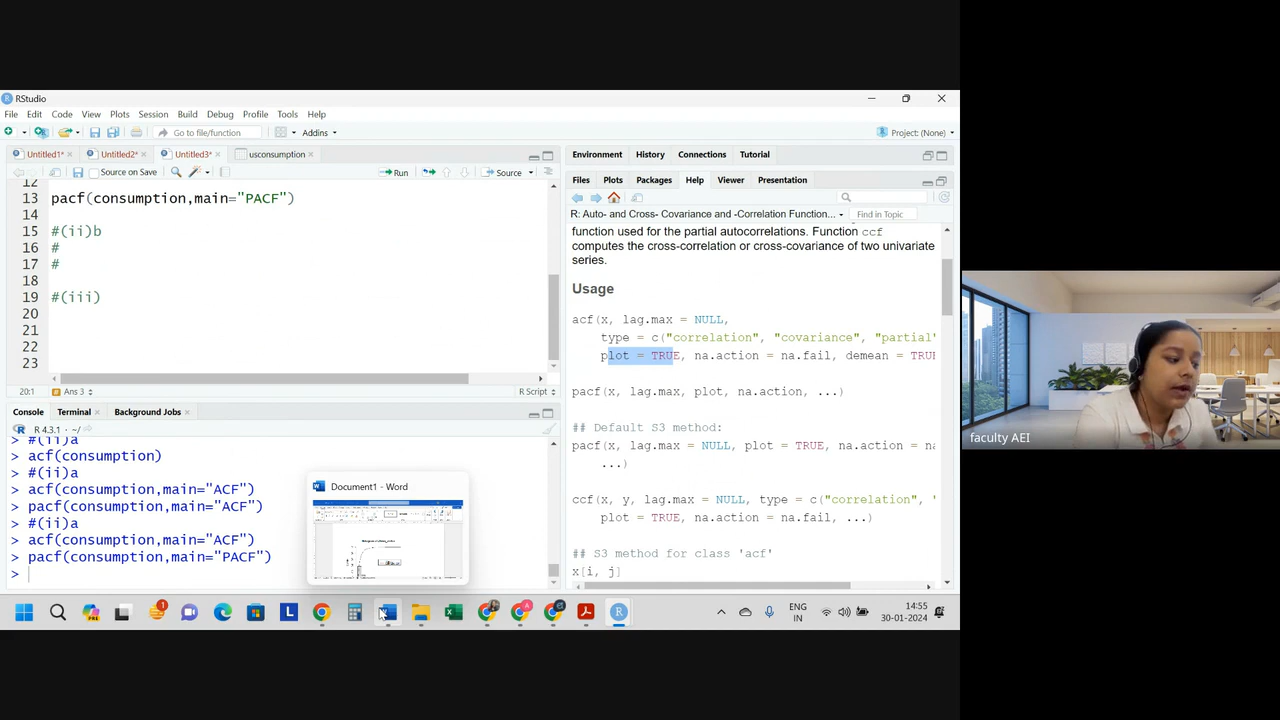 RStudio
File Edit Code View Plots Session Build Debug Profile Tools Help
Go to file/function Addins Project: (None)
Untitled1* Untitled2* Untitled3* usconsumption
Source on Save Run Source
12
13 pacf(consumption,main="PACF")
14
15 #(ii)b
16 #
17 #
18
19 #(iii)
20
21
22
23
20:1 Ans 3 R Script
Console Terminal Background Jobs
R 4.3.1 · ~/
> #(ii)a
> acf(consumption)
> #(ii)a
> acf(consumption,main="ACF")
> pacf(consumption,main="ACF")
> #(ii)a
> acf(consumption,main="ACF")
> pacf(consumption,main="PACF")
>
Document1 - Word
Environment History Connections Tutorial
Files Plots Packages Help Viewer Presentation
R: Auto- and Cross- Covariance and -Correlation Function... Find in Topic
function used for the partial autocorrelations. Function ccf
computes the cross-correlation or cross-covariance of two univariate
series.
Usage
acf(x, lag.max = NULL,
type = c("correlation", "covariance", "partial"
plot = TRUE, na.action = na.fail, demean = TRUE
pacf(x, lag.max, plot, na.action, ...)
## Default S3 method:
pacf(x, lag.max = NULL, plot = TRUE, na.action = na
...)
ccf(x, y, lag.max = NULL, type = c("correlation", "
plot = TRUE, na.action = na.fail, ...)
## S3 method for class 'acf'
x[i, j]
ENG
IN
14:55
30-01-2024
faculty AEI